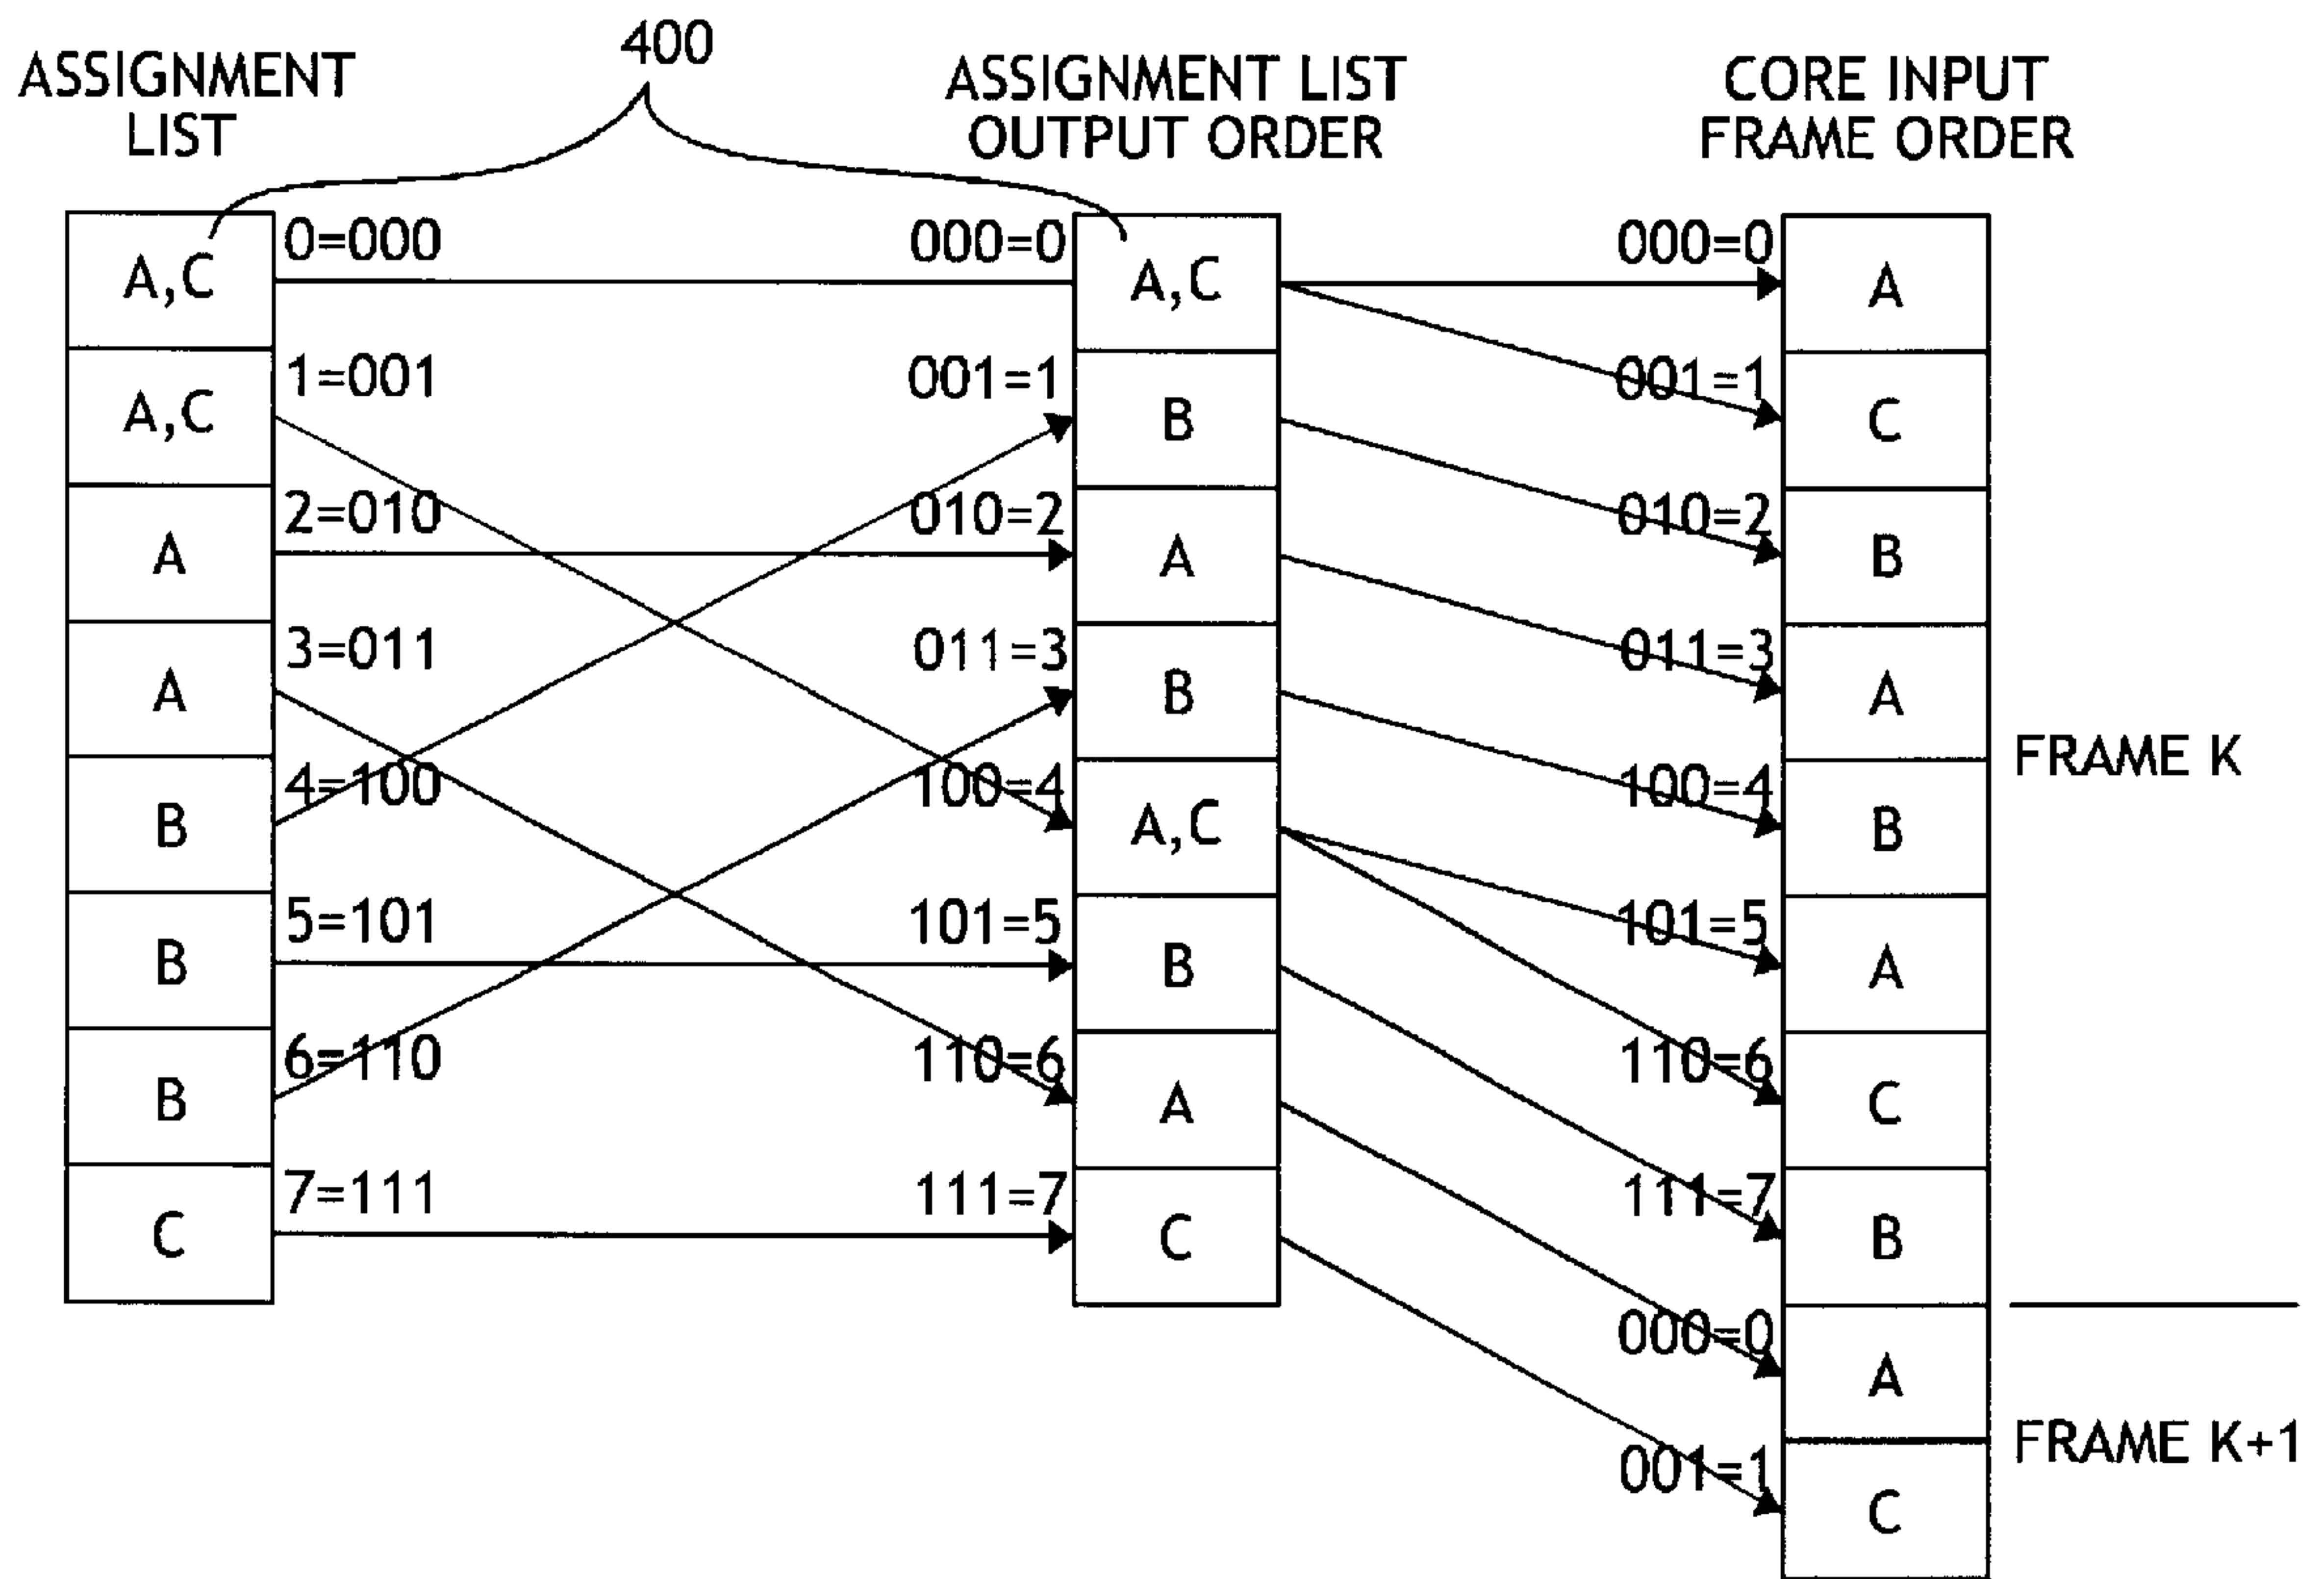 400
ASSIGNMENT
LIST
ASSIGNMENT LIST
OUTPUT ORDER
CORE INPUT
FRAME ORDER
A,C
0=000
000=0
A,C
000=0
A
A,C
1=001
001=1
B
001=1
C
A
2=010
010=2
A
010=2
B
A
3=011
011=3
B
011=3
A
FRAME K
B
4=100
100=4
A,C
100=4
B
B
5=101
101=5
B
101=5
A
B
6=110
110=6
A
110=6
C
C
7=111
111=7
C
111=7
B
000=0
A
FRAME K+1
001=1
C